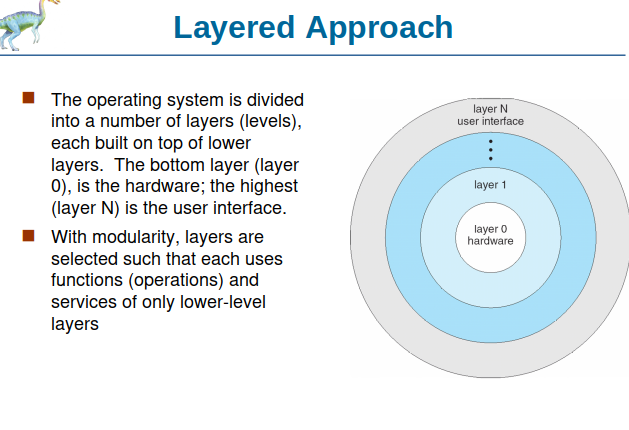 Layered Approach
The operating system is divided
into a number of layers (levels),
each built on top of lower
layers.  The bottom layer (layer
0), is the hardware; the highest
(layer N) is the user interface.
With modularity, layers are
selected such that each uses
functions (operations) and
services of only lower-level
layers
layer N
user interface
layer 1
layer 0
hardware